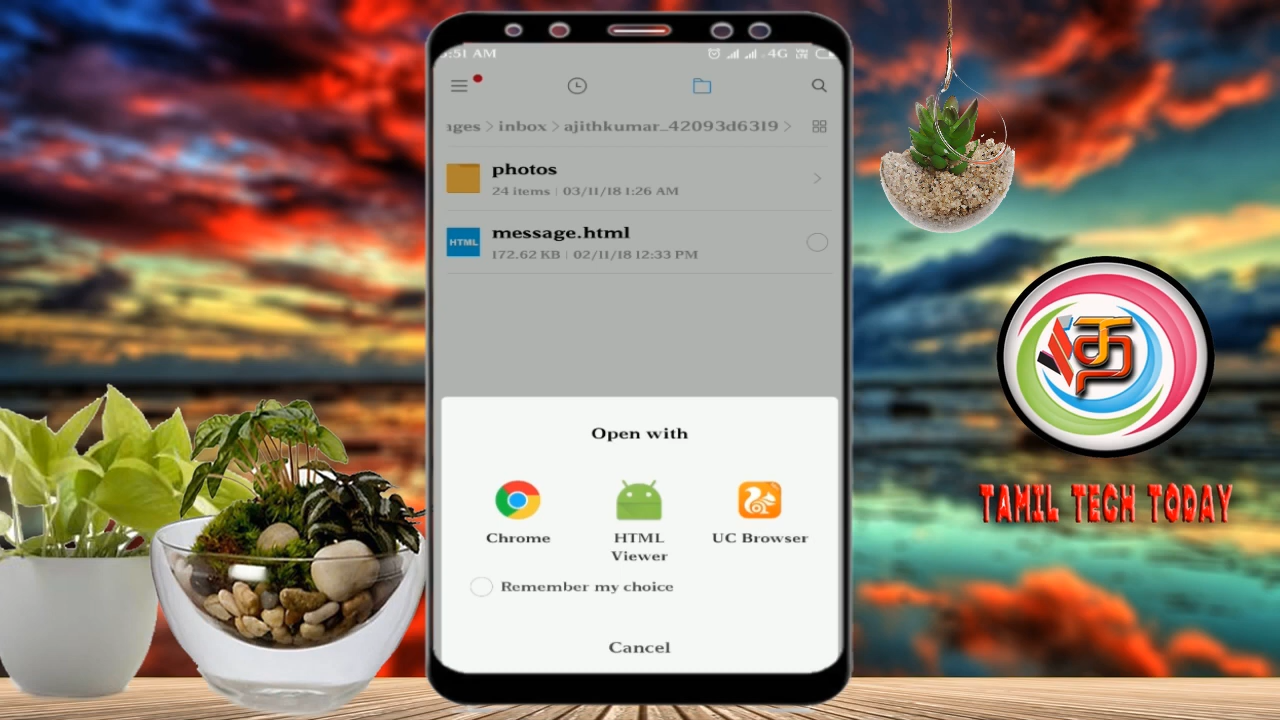 :51 AM
4G
inbox
ajithkumar_42093d6319
photos
24 items | 03/11/18 1:26 AM
HTML
message.html
172.62 KB | 02/11/18 12:33 PM
Open with
Chrome
HTML
Viewer
UC Browser
Remember my choice
Cancel
த
TAMIL TECH TODAY